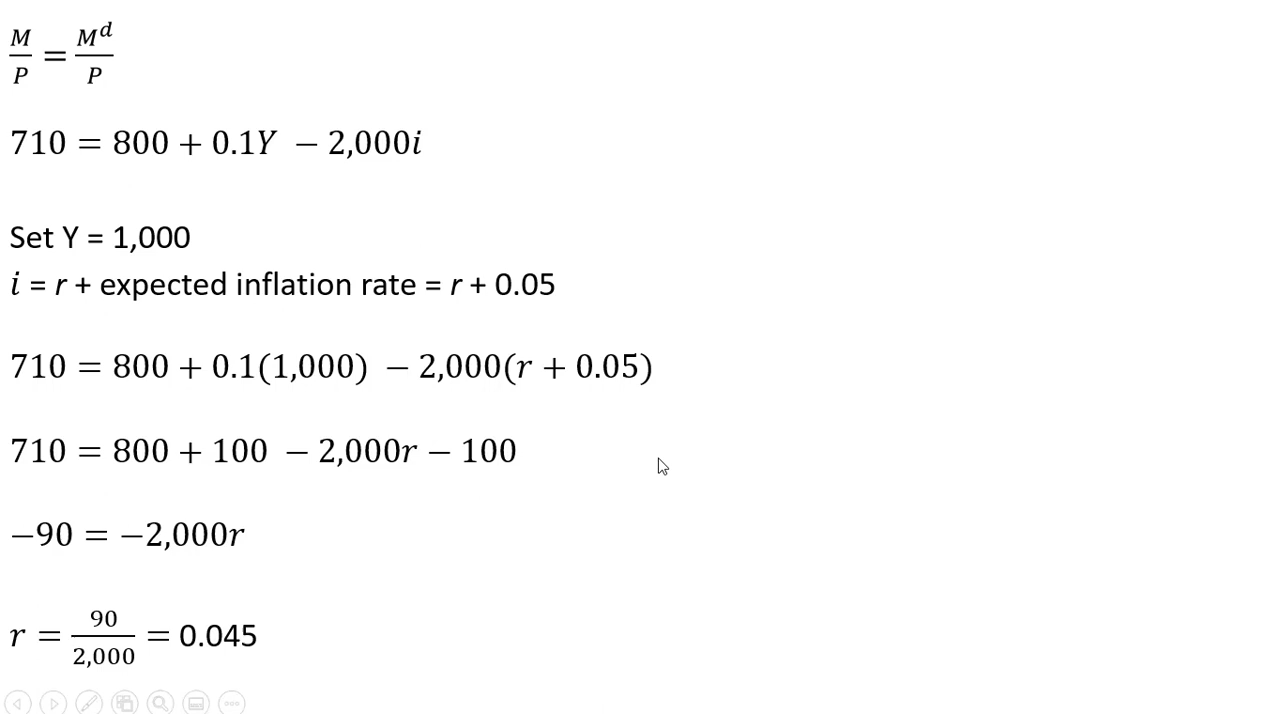 M/P = Mᵈ/P
710 = 800 + 0.1Y − 2,000i
Set Y = 1,000
i = r + expected inflation rate = r + 0.05
710 = 800 + 0.1(1,000) − 2,000(r + 0.05)
710 = 800 + 100 − 2,000r − 100
−90 = −2,000r
r = 90/2,000 = 0.045